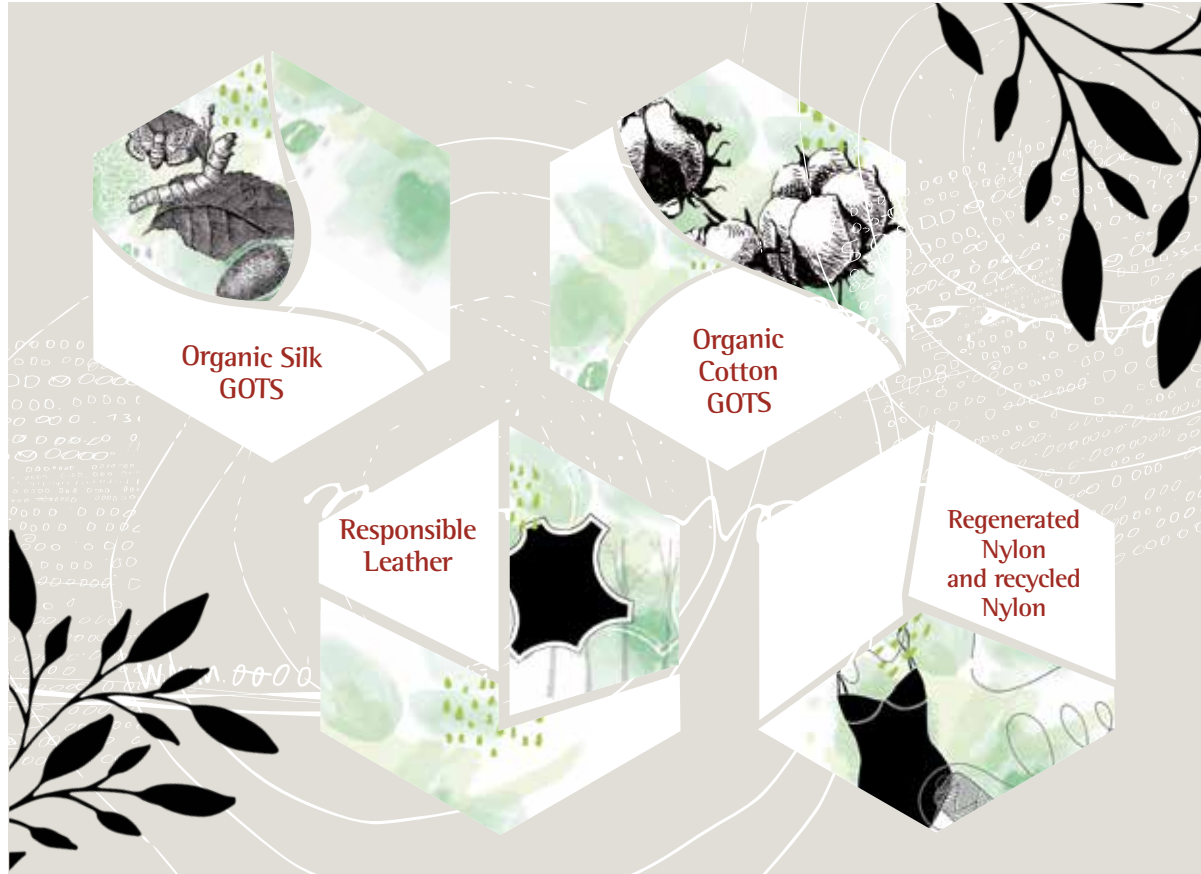 Organic Silk
GOTS
Organic
Cotton
GOTS
Responsible
Leather
Regenerated
Nylon
and recycled
Nylon